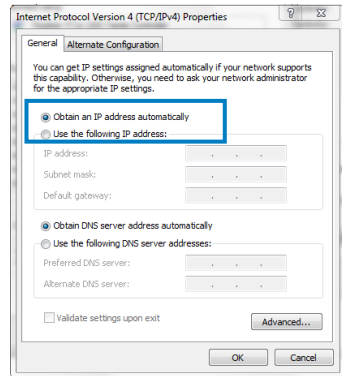 Internet Protocol Version 4 (TCP/IPv4) Properties
General
Alternate Configuration
You can get IP settings assigned automatically if your network supports
this capability. Otherwise, you need to ask your network administrator
for the appropriate IP settings.
Obtain an IP address automatically
Use the following IP address:
IP address:
Subnet mask:
Default gateway:
Obtain DNS server address automatically
Use the following DNS server addresses:
Preferred DNS server:
Alternate DNS server:
Validate settings upon exit
Advanced...
OK
Cancel